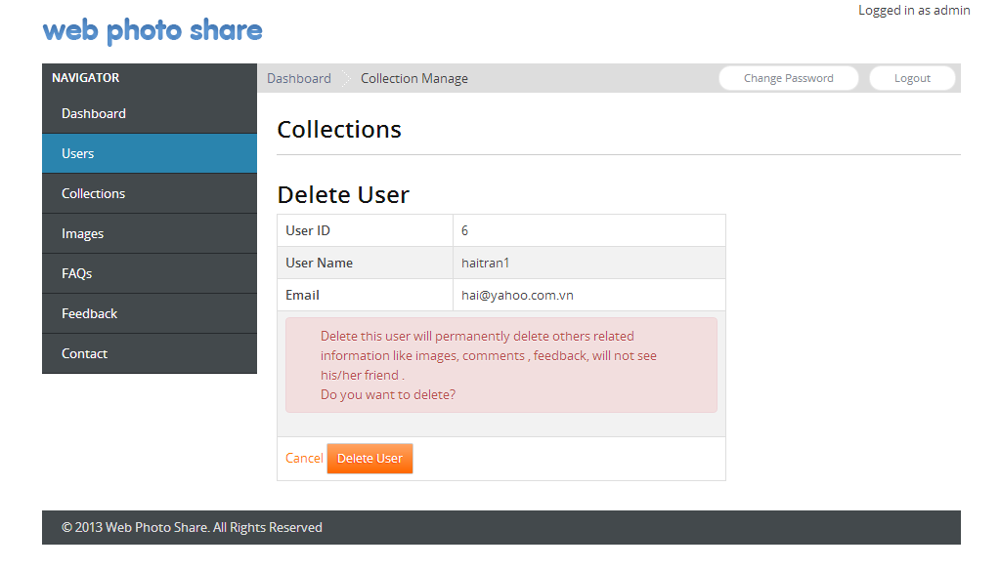 Logged in as admin
web photo share
NAVIGATOR
Dashboard
Users
Collections
Images
FAQs
Feedback
Contact
Dashboard Collection Manage Change Password Logout
Collections
Delete User
User ID 6
User Name haitran1
Email hai@yahoo.com.vn
Delete this user will permanently delete others related
information like images, comments , feedback, will not see
his/her friend .
Do you want to delete?
Cancel Delete User
© 2013 Web Photo Share. All Rights Reserved